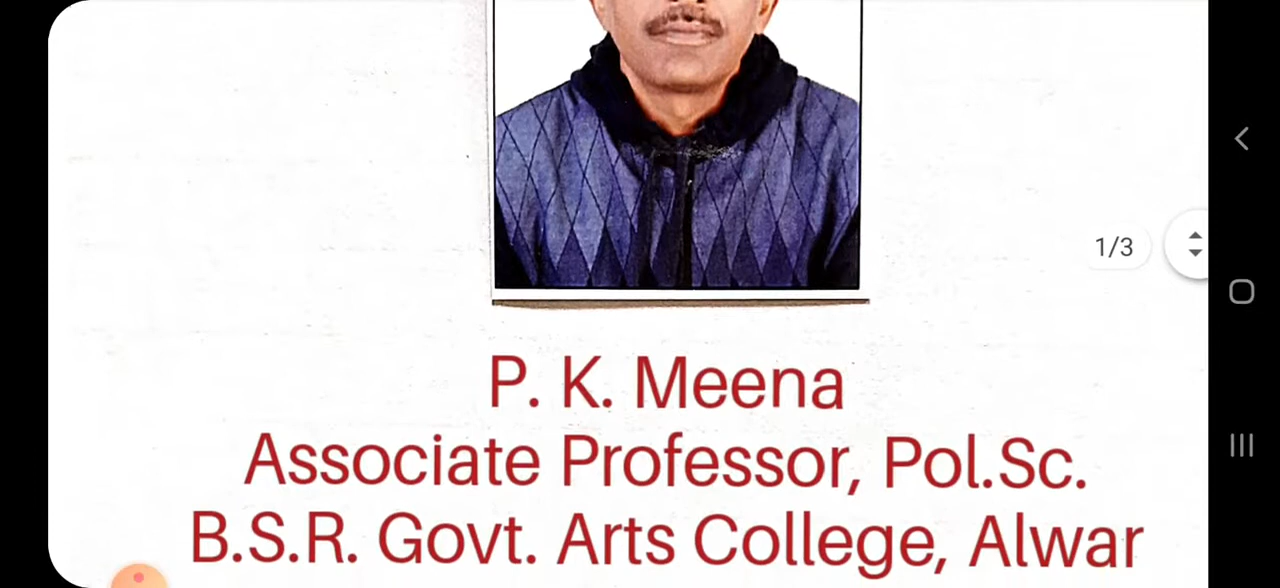 1/3
P. K. Meena
Associate Professor, Pol.Sc.
B.S.R. Govt. Arts College, Alwar